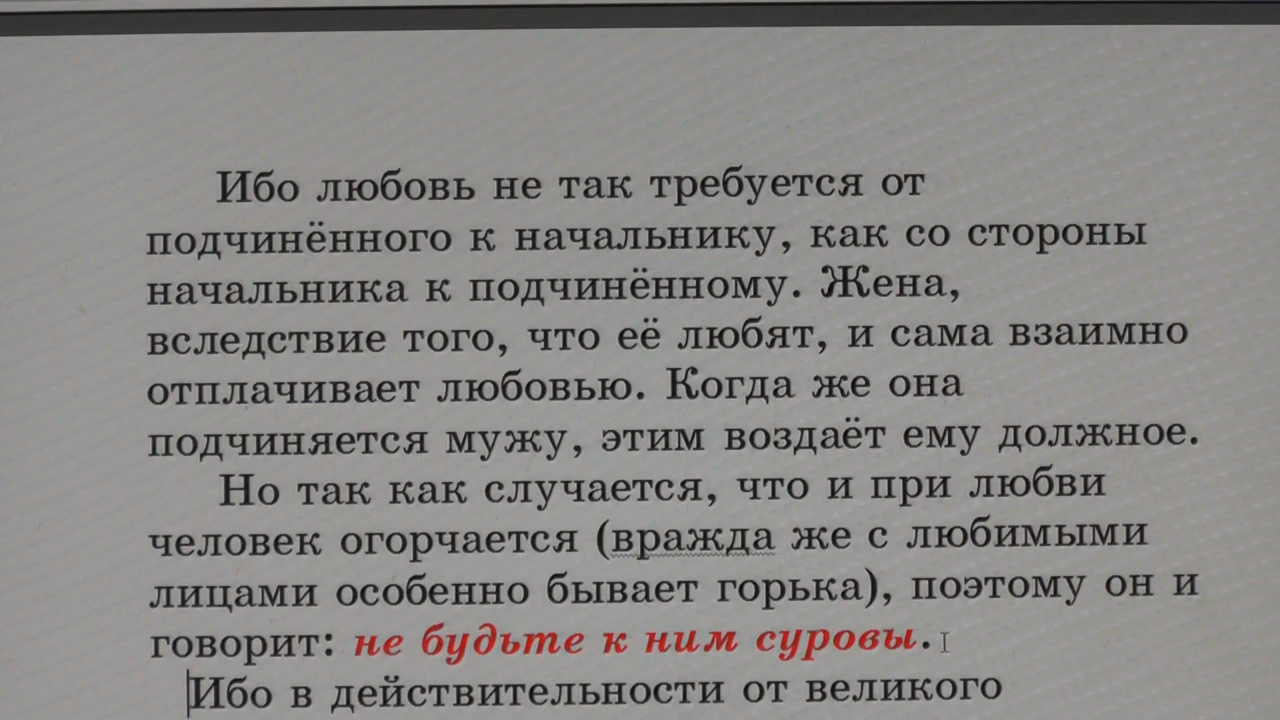 Ибо любовь не так требуется от
подчинённого к начальнику, как со стороны
начальника к подчинённому. Жена,
вследствие того, что её любят, и сама взаимно
отплачивает любовью. Когда же она
подчиняется мужу, этим воздаёт ему должное.
Но так как случается, что и при любви
человек огорчается (вражда же с любимыми
лицами особенно бывает горька), поэтому он и
говорит: не будьте к ним суровы.
Ибо в действительности от великого